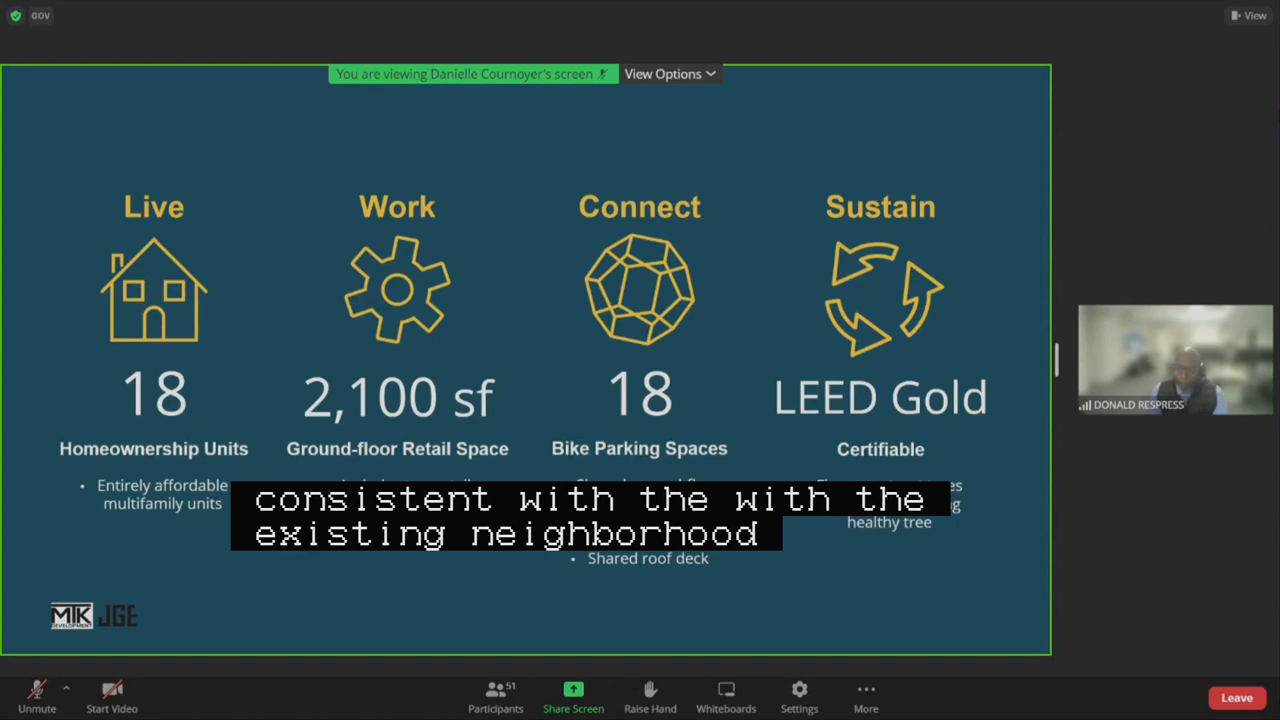 GOV
View
You are viewing Danielle Cournoyer's screen
View Options
Live
Work
Connect
Sustain
18
2,100 sf
18
LEED Gold
Homeownership Units
Ground-floor Retail Space
Bike Parking Spaces
Certifiable
• Entirely affordable
multifamily units
healthy tree
• Shared roof deck
consistent with the with the
existing neighborhood
DONALD RESPRESS
MTK
DEVELOPMENT
JGE
Unmute
Start Video
Participants
51
Share Screen
Raise Hand
Whiteboards
Settings
More
Leave